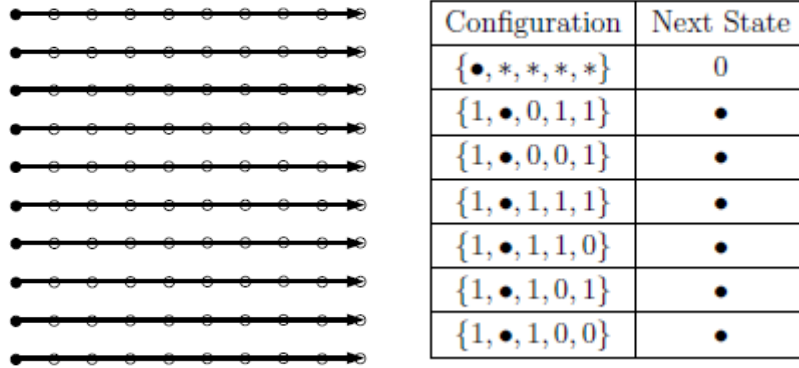 Configuration Next State
{•, *, *, *, *} 0
{1, •, 0, 1, 1} •
{1, •, 0, 0, 1} •
{1, •, 1, 1, 1} •
{1, •, 1, 1, 0} •
{1, •, 1, 0, 1} •
{1, •, 1, 0, 0} •